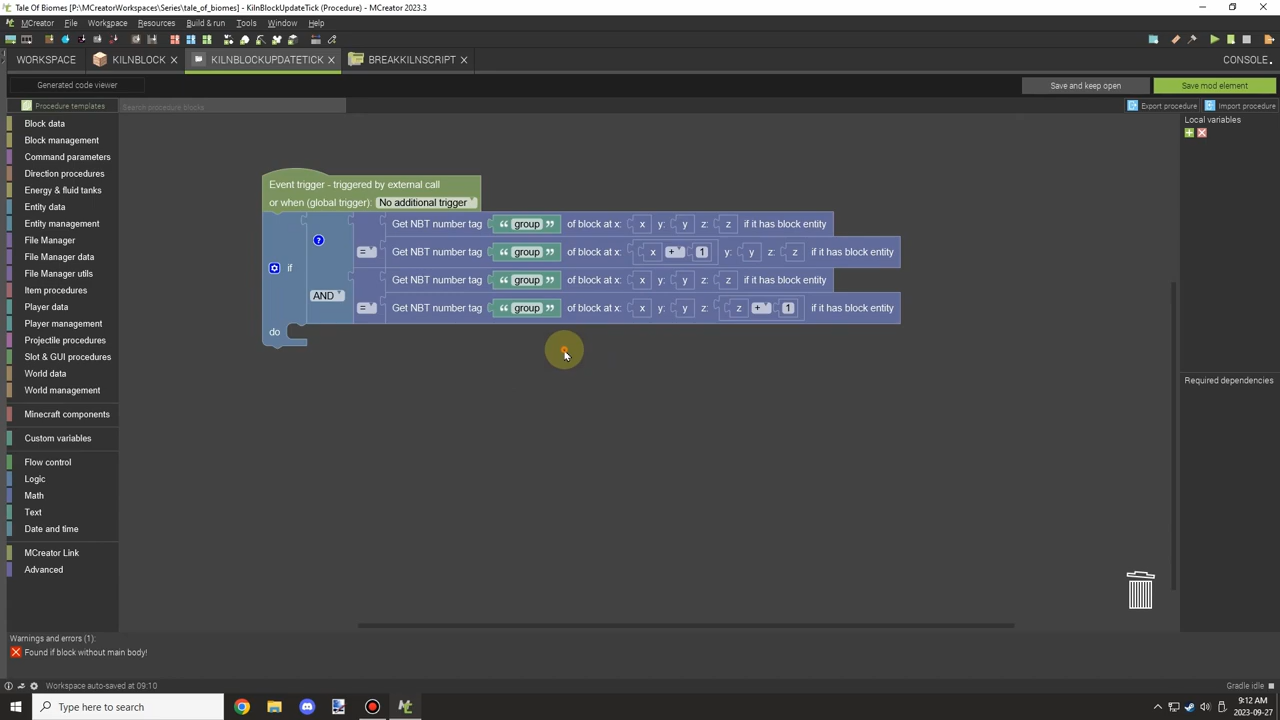 Tale Of Biomes [P:\MCreatorWorkspaces\Series\tale_of_biomes] - KilnBlockUpdateTick (Procedure) - MCreator 2023.3
MCreator File Workspace Resources Build & run Tools Window Help
WORKSPACE KILNBLOCK KILNBLOCKUPDATETICK BREAKKILNSCRIPT CONSOLE
Generated code viewer Save and keep open Save mod element
Procedure templates Search procedure blocks Export procedure Import procedure
Local variables
Block data
Block management
Command parameters
Direction procedures
Energy & fluid tanks
Entity data
Entity management
File Manager
File Manager data
File Manager utils
Item procedures
Player data
Player management
Projectile procedures
Slot & GUI procedures
World data
World management
Minecraft components
Custom variables
Flow control
Logic
Math
Text
Date and time
MCreator Link
Advanced
Event trigger - triggered by external call
or when (global trigger): No additional trigger
Get NBT number tag “ group ” of block at x: x y: y z: z if it has block entity
= Get NBT number tag “ group ” of block at x: x + 1 y: y z: z if it has block entity
if
Get NBT number tag “ group ” of block at x: x y: y z: z if it has block entity
AND
= Get NBT number tag “ group ” of block at x: x y: y z: z + 1 if it has block entity
do
Required dependencies
Warnings and errors (1):
Found if block without main body!
Workspace auto-saved at 09:10 Gradle idle
Type here to search
9:12 AM
2023-09-27